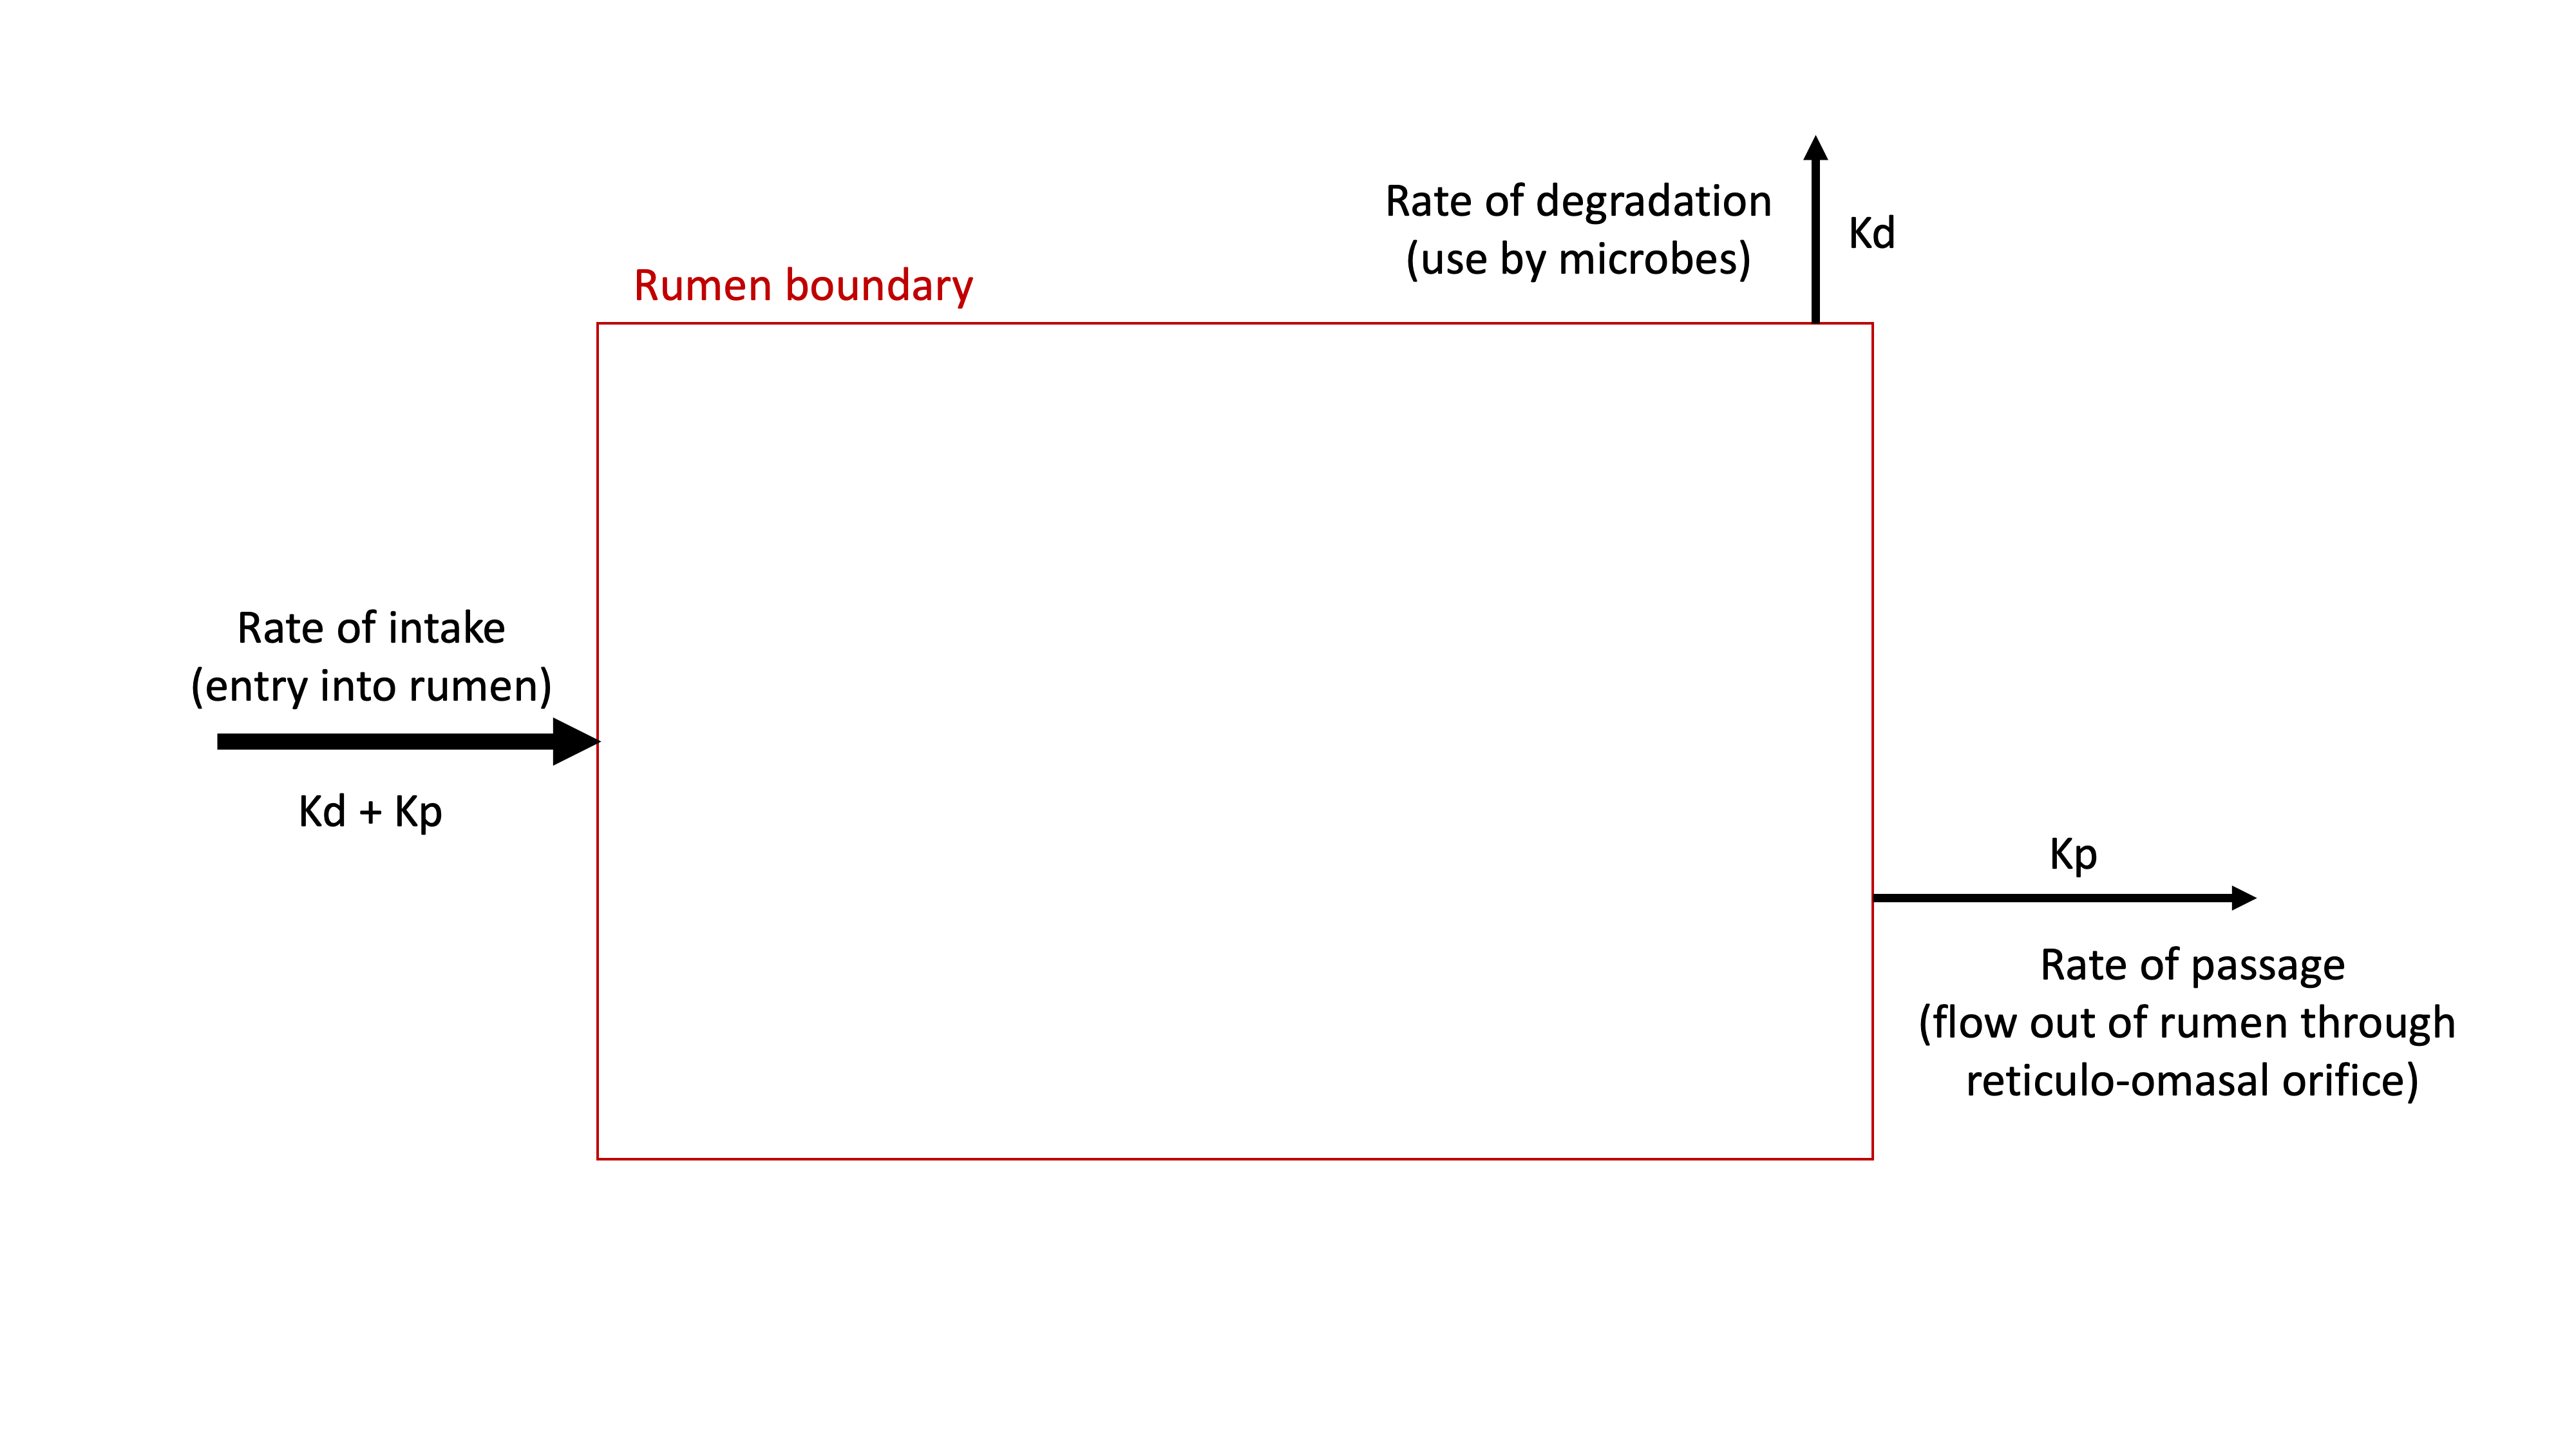 Rate of degradation
(use by microbes)
Kd
Rumen boundary
Rate of intake
(entry into rumen)
Kd + Kp
Kp
Rate of passage
(flow out of rumen through
reticulo-omasal orifice)